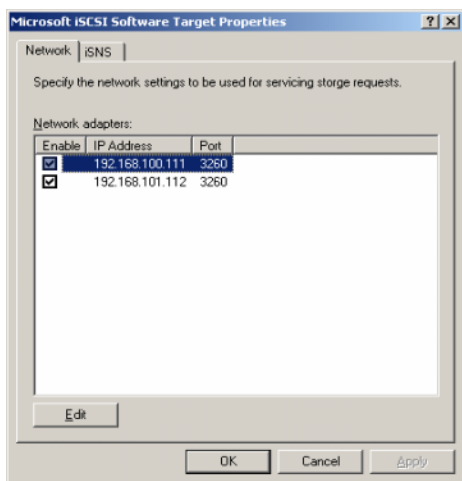 Microsoft iSCSI Software Target Properties
Network iSNS
Specify the network settings to be used for servicing storge requests.
Network adapters:
Enable IP Address Port
192.168.100.111 3260
192.168.101.112 3260
Edit
OK Cancel Apply